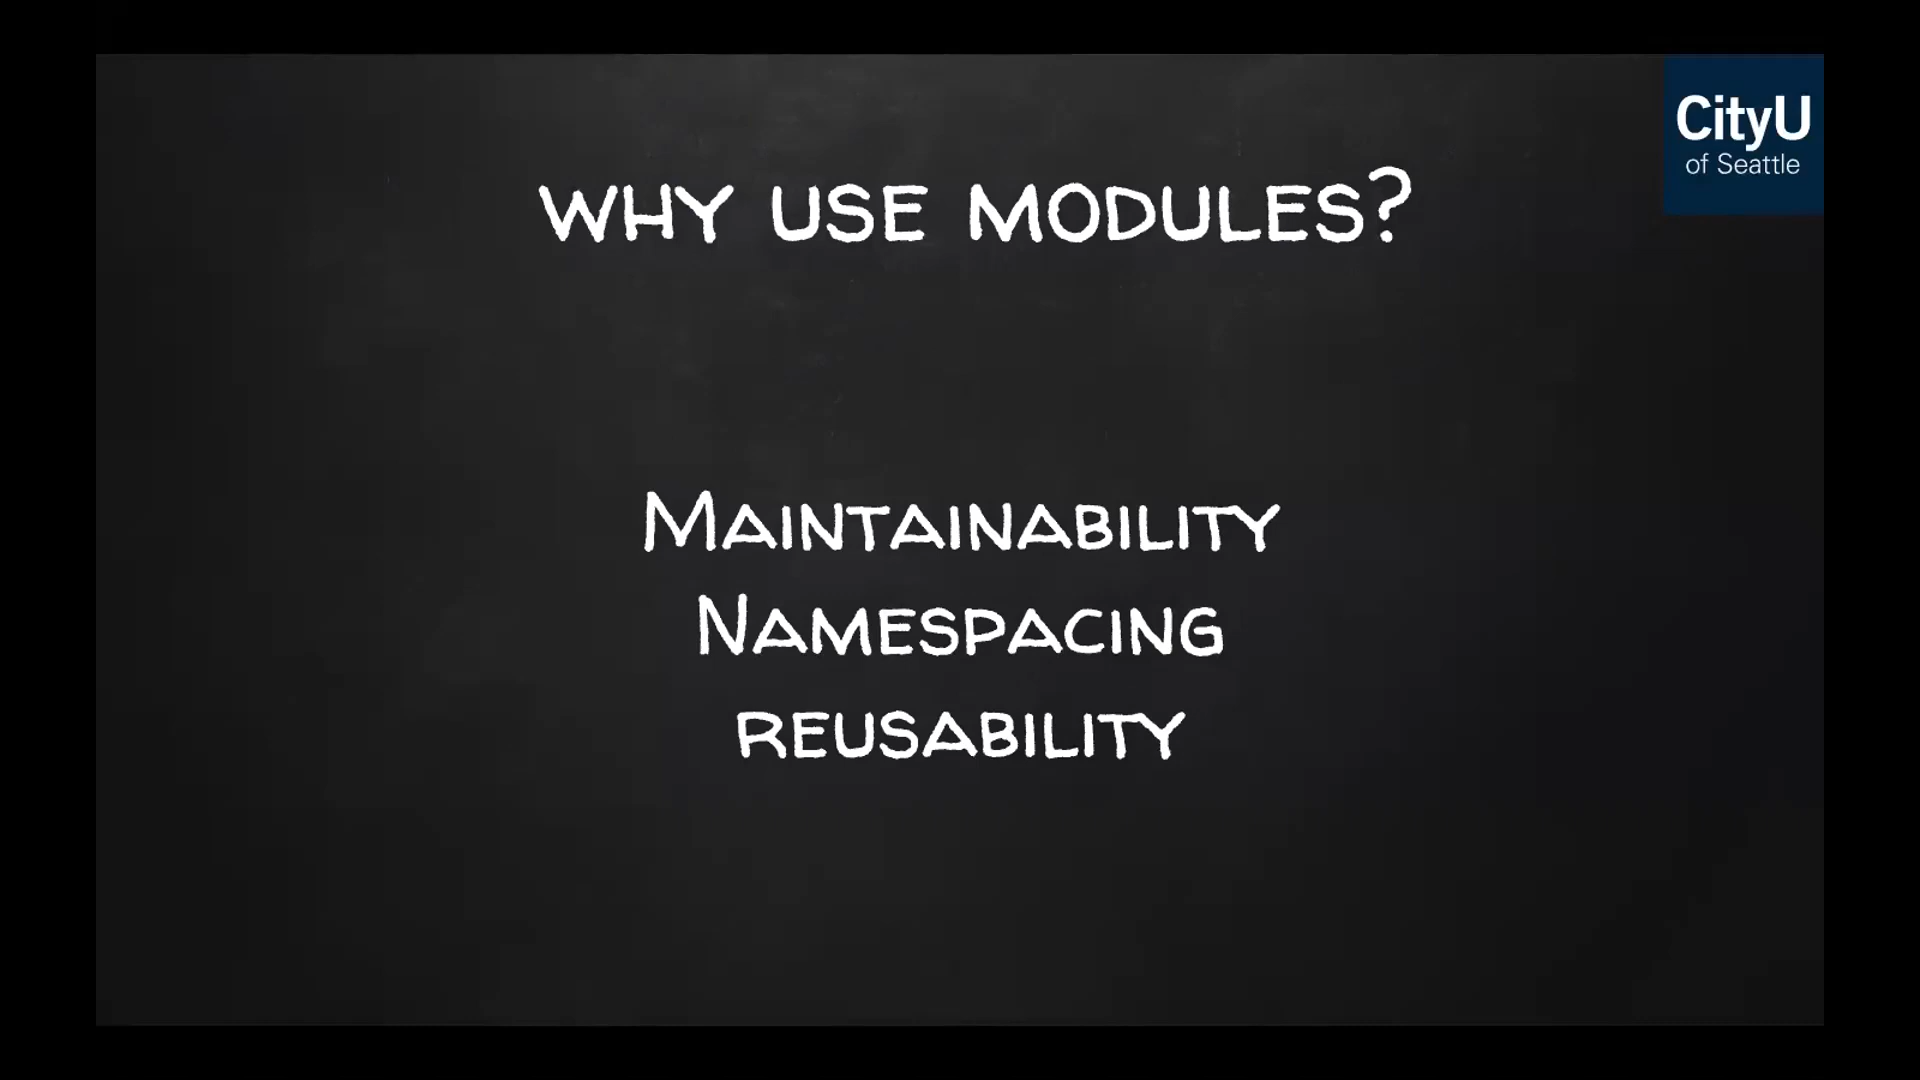 CityU
of Seattle
WHY USE MODULES?
MAINTAINABILITY
NAMESPACING
REUSABILITY